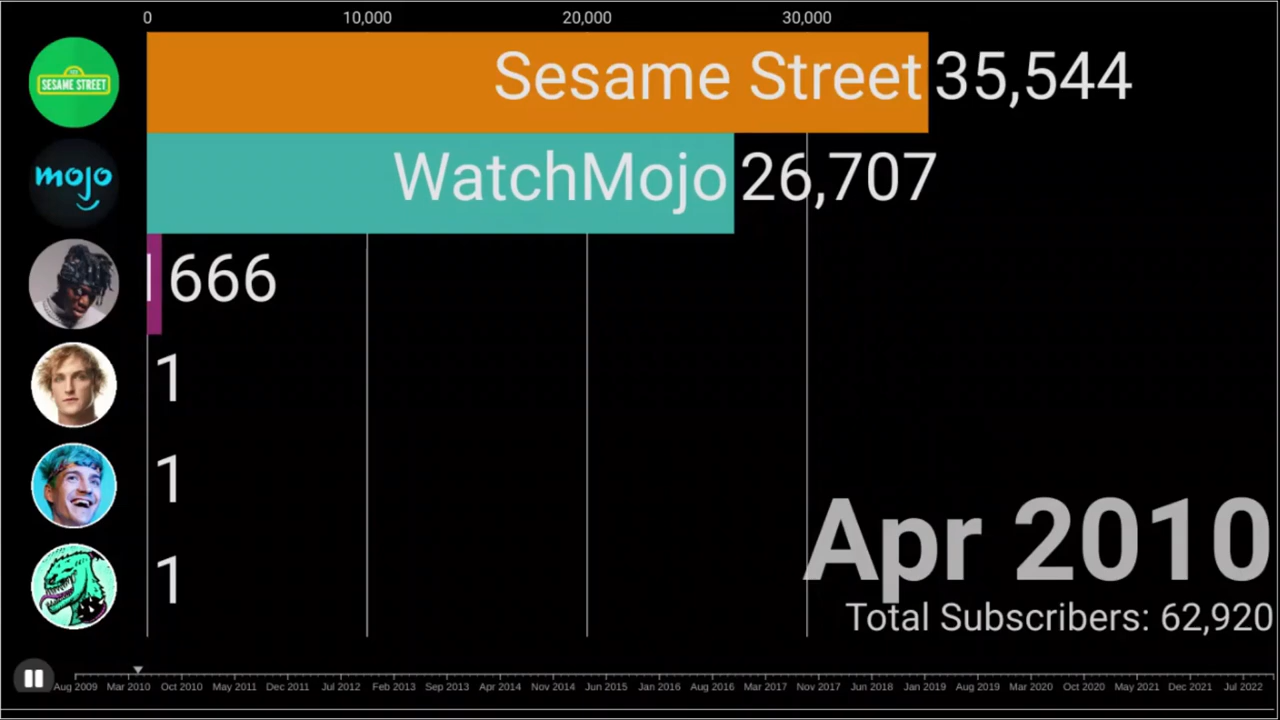 0 10,000 20,000 30,000
SESAME STREET
Sesame Street 35,544
mojo
WatchMojo 26,707
666
1
1
1
Apr 2010
Total Subscribers: 62,920
Aug 2009 Mar 2010 Oct 2010 May 2011 Dec 2011 Jul 2012 Feb 2013 Sep 2013 Apr 2014 Nov 2014 Jun 2015 Jan 2016 Aug 2016 Mar 2017 Nov 2017 Jun 2018 Jan 2019 Aug 2019 Mar 2020 Oct 2020 May 2021 Dec 2021 Jul 2022